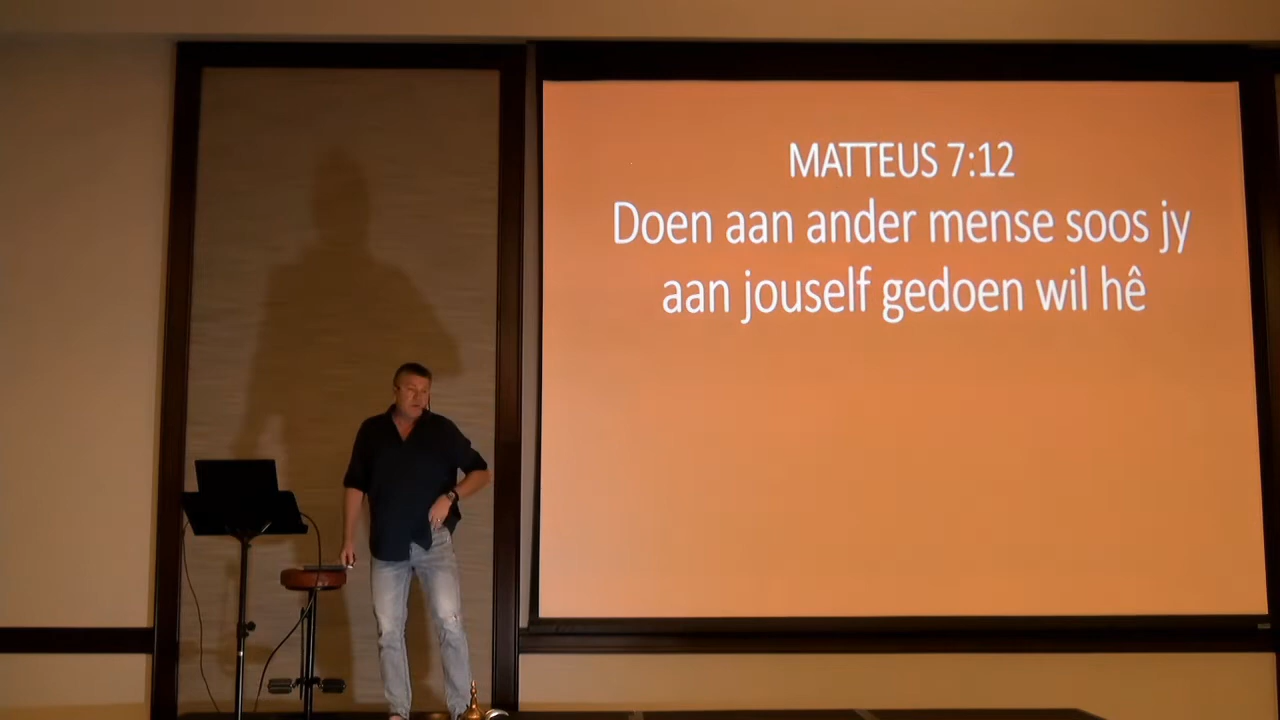 MATTEUS 7:12
Doen aan ander mense soos jy
aan jouself gedoen wil hê